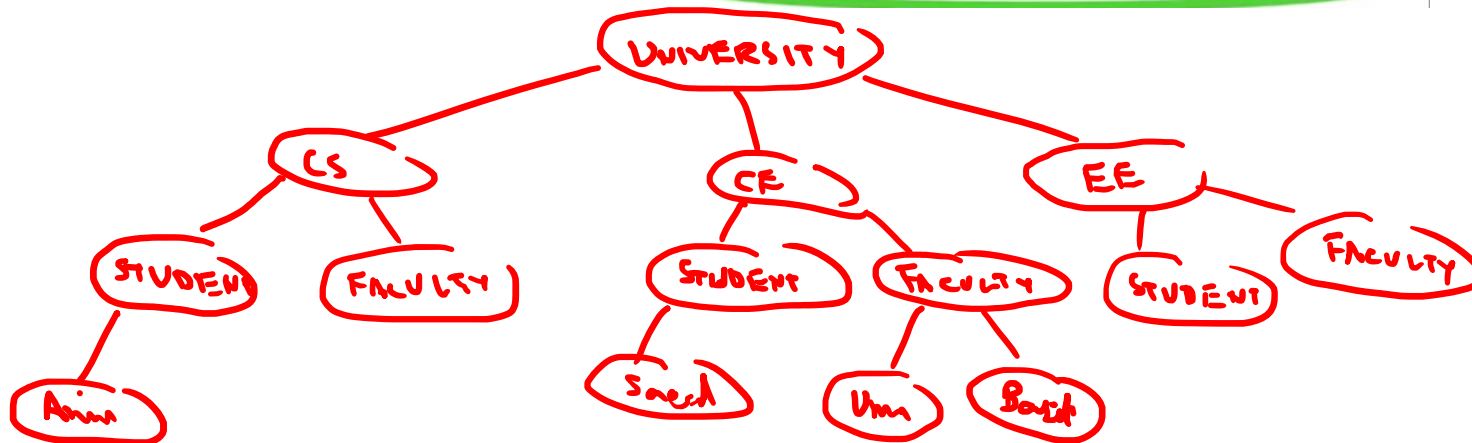 UNIVERSITY
CS
CE
EE
STUDENT
FACULTY
STUDENT
FACULTY
STUDENT
FACULTY
Saeed